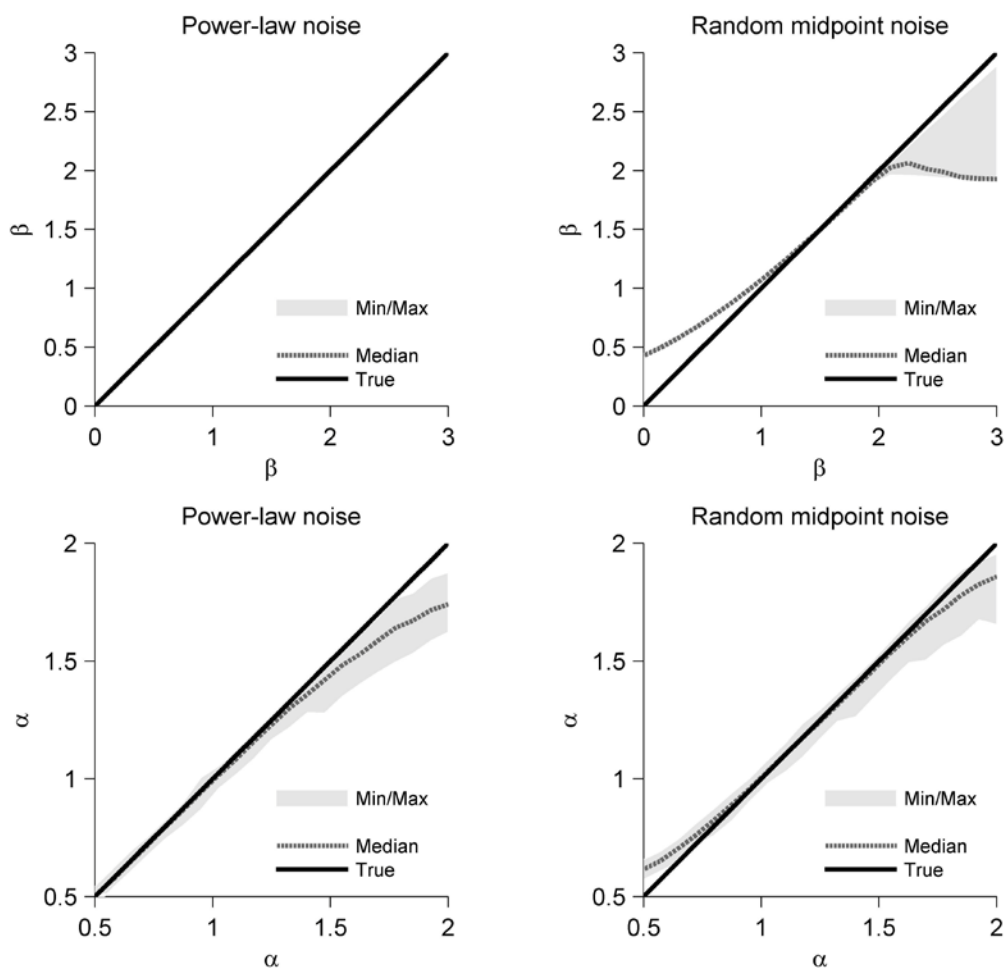 Power-law noise
3
2.5
2
1.5
1
0.5
0
β
Min/Max
Median
True
0 1 2 3
β
Random midpoint noise
3
2.5
2
1.5
1
0.5
0
β
Min/Max
Median
True
0 1 2 3
β
Power-law noise
2
1.5
1
0.5
α
Min/Max
Median
True
0.5 1 1.5 2
α
Random midpoint noise
2
1.5
1
0.5
α
Min/Max
Median
True
0.5 1 1.5 2
α